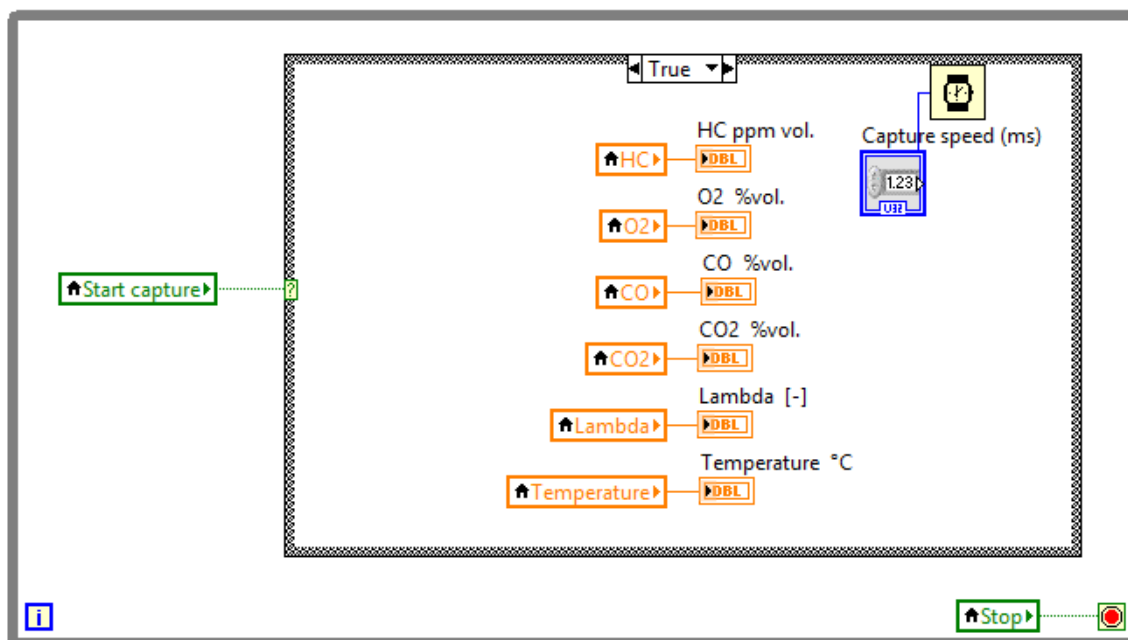 True
HC ppm vol.
Capture speed (ms)
HC
DBL
1.23
U32
O2 %vol.
O2
DBL
CO %vol.
Start capture
?
CO
DBL
CO2 %vol.
CO2
DBL
Lambda [-]
Lambda
DBL
Temperature °C
Temperature
DBL
i
Stop